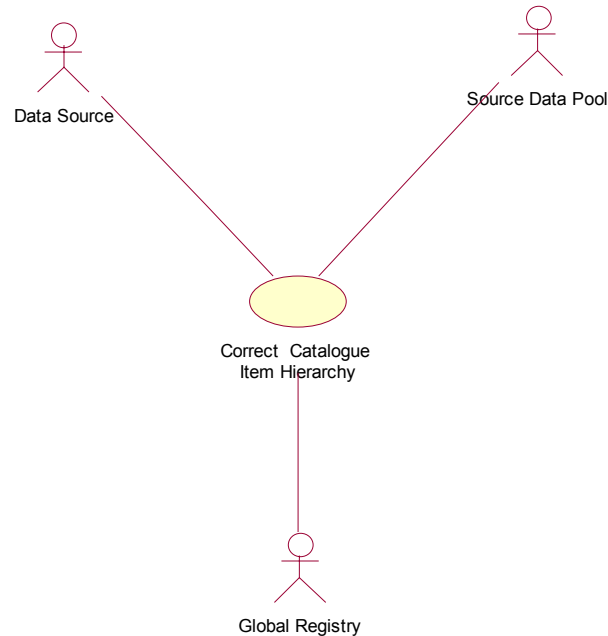 Data Source
Source Data Pool
Correct Catalogue
Item Hierarchy
Global Registry